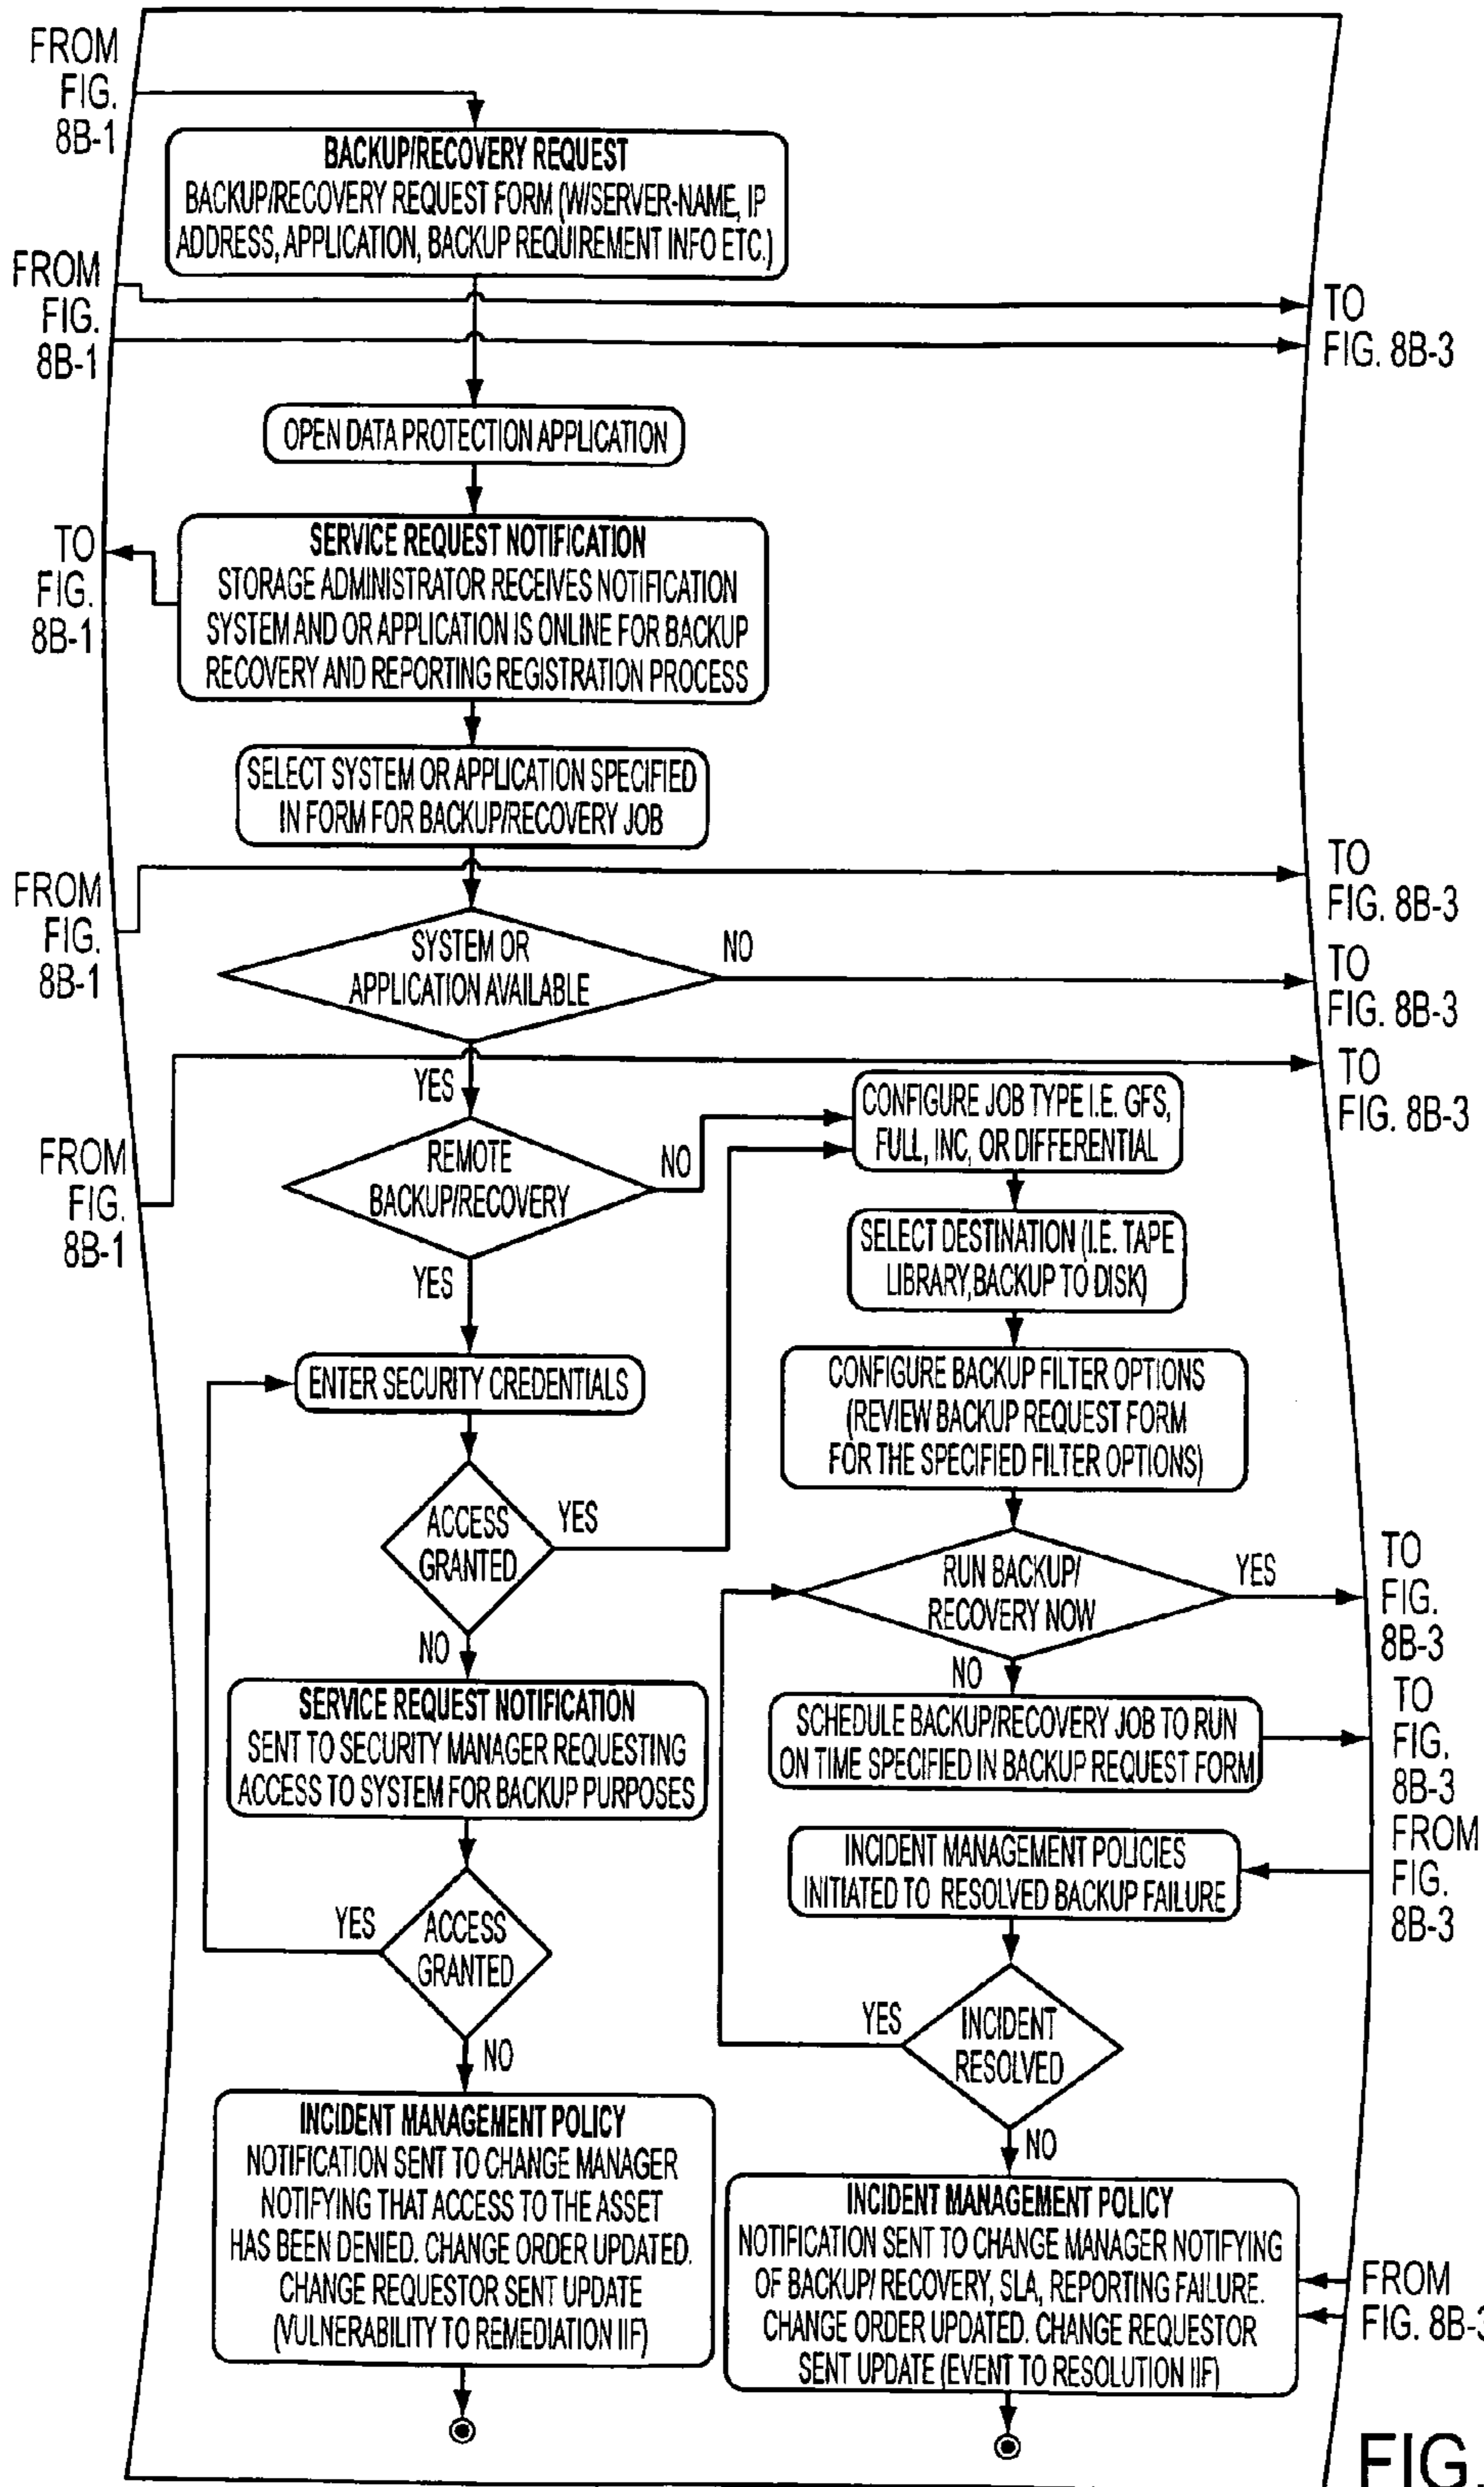 FROM
FIG.
8B-1
BACKUP/RECOVERY REQUEST
BACKUP/RECOVERY REQUEST FORM (W/SERVER-NAME, IP
ADDRESS, APPLICATION, BACKUP REQUIREMENT INFO ETC.)
FROM
FIG.
8B-1
TO
FIG. 8B-3
OPEN DATA PROTECTION APPLICATION
TO
FIG.
8B-1
SERVICE REQUEST NOTIFICATION
STORAGE ADMINISTRATOR RECEIVES NOTIFICATION
SYSTEM AND OR APPLICATION IS ONLINE FOR BACKUP
RECOVERY AND REPORTING REGISTRATION PROCESS
SELECT SYSTEM OR APPLICATION SPECIFIED
IN FORM FOR BACKUP/RECOVERY JOB
FROM
FIG.
8B-1
TO
FIG. 8B-3
SYSTEM OR
APPLICATION AVAILABLE
NO
TO
FIG. 8B-3
YES
TO
FIG. 8B-3
FROM
FIG.
8B-1
REMOTE
BACKUP/RECOVERY
NO
CONFIGURE JOB TYPE I.E. GFS,
FULL, INC, OR DIFFERENTIAL
SELECT DESTINATION (I.E. TAPE
LIBRARY,BACKUP TO DISK)
YES
ENTER SECURITY CREDENTIALS
CONFIGURE BACKUP FILTER OPTIONS
(REVIEW BACKUP REQUEST FORM
FOR THE SPECIFIED FILTER OPTIONS)
ACCESS
GRANTED
YES
RUN BACKUP/
RECOVERY NOW
YES
TO
FIG.
8B-3
NO
NO
SERVICE REQUEST NOTIFICATION
SENT TO SECURITY MANAGER REQUESTING
ACCESS TO SYSTEM FOR BACKUP PURPOSES
SCHEDULE BACKUP/RECOVERY JOB TO RUN
ON TIME SPECIFIED IN BACKUP REQUEST FORM
TO
FIG.
8B-3
INCIDENT MANAGEMENT POLICIES
INITIATED TO RESOLVED BACKUP FAILURE
FROM
FIG.
8B-3
YES
ACCESS
GRANTED
NO
YES
INCIDENT
RESOLVED
NO
INCIDENT MANAGEMENT POLICY
NOTIFICATION SENT TO CHANGE MANAGER
NOTIFYING THAT ACCESS TO THE ASSET
HAS BEEN DENIED. CHANGE ORDER UPDATED.
CHANGE REQUESTOR SENT UPDATE
(VULNERABILITY TO REMEDIATION IIF)
INCIDENT MANAGEMENT POLICY
NOTIFICATION SENT TO CHANGE MANAGER NOTIFYING
OF BACKUP/ RECOVERY, SLA, REPORTING FAILURE.
CHANGE ORDER UPDATED. CHANGE REQUESTOR
SENT UPDATE (EVENT TO RESOLUTION IIF)
FROM
FIG. 8B-3
FIG.